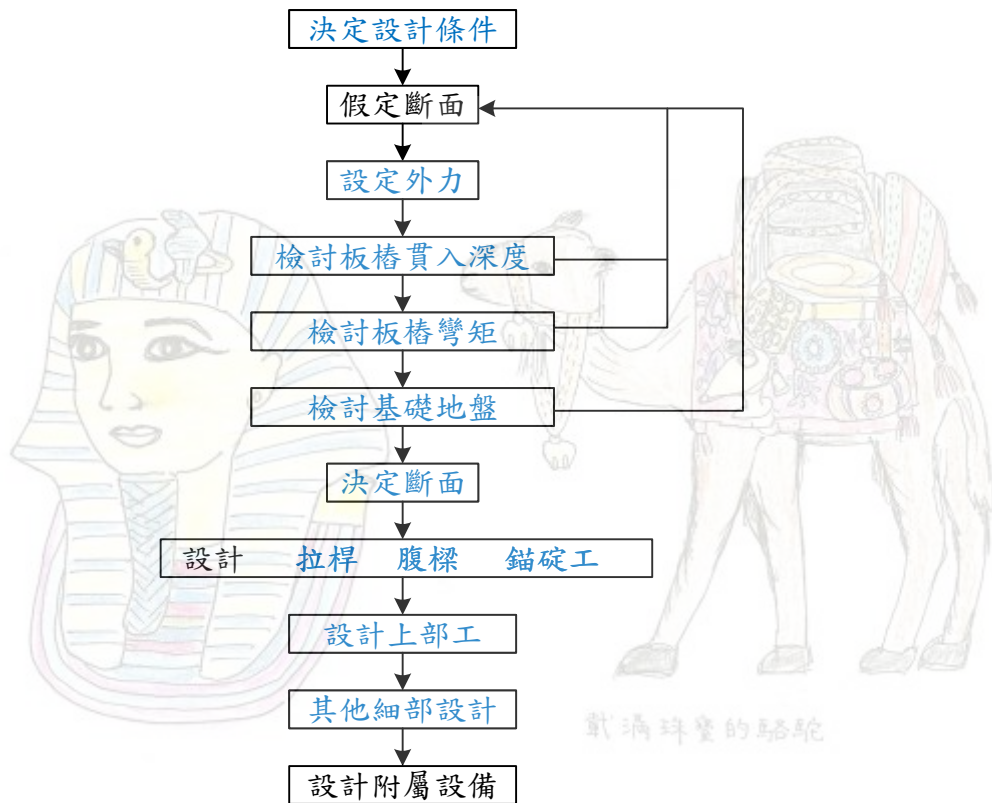 決定設計條件
假定斷面
設定外力
檢討板樁貫入深度
檢討板樁彎矩
檢討基礎地盤
決定斷面
設計 拉桿 腹樑 錨碇工
設計上部工
其他細部設計
戴滿珠寶的駱駝
設計附屬設備